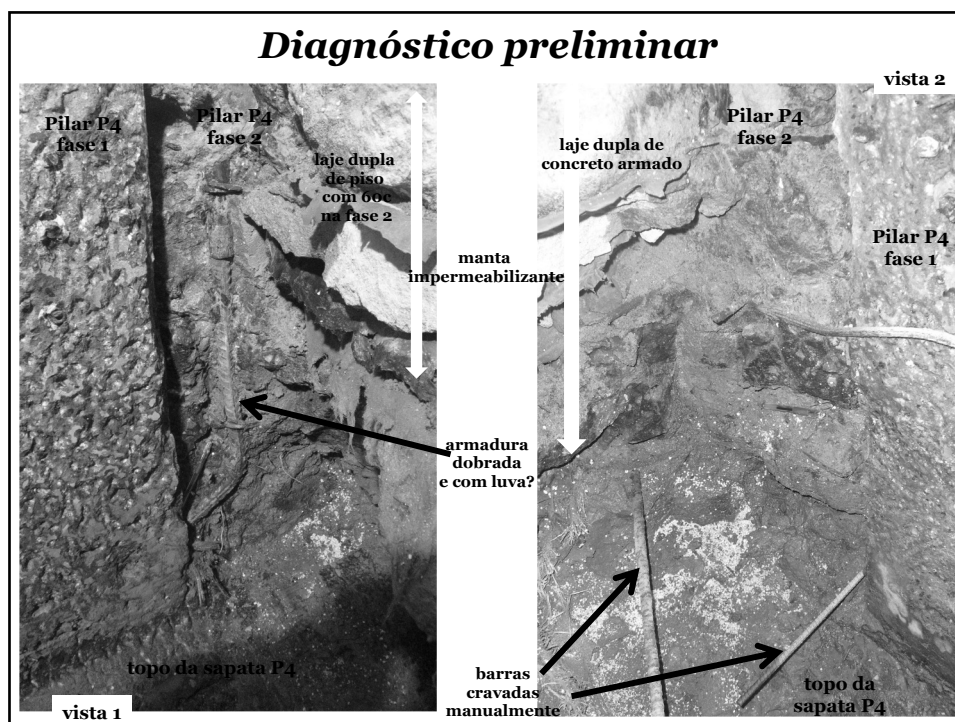 Diagnóstico preliminar
vista 2
Pilar P4
fase 1
Pilar P4
fase 2
laje dupla
de piso
com 60c
na fase 2
manta
impermeabilizante
armadura
dobrada
e com luva?
topo da sapata P4
vista 1
laje dupla de
concreto armado
Pilar P4
fase 2
Pilar P4
fase 1
barras
cravadas
manualmente
topo da
sapata P4